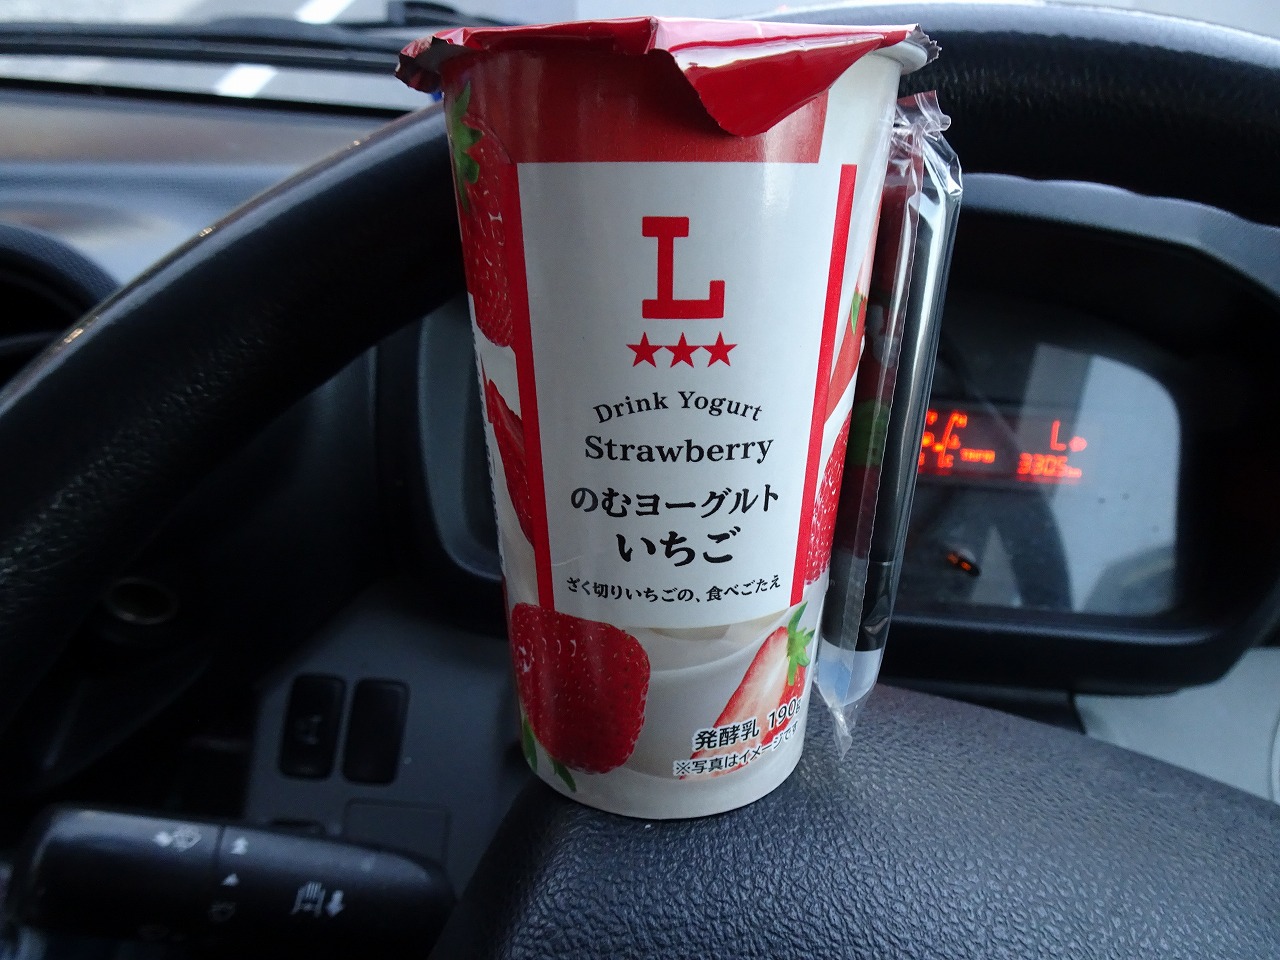 L
★★★
Drink Yogurt
Strawberry
のむヨーグルト
いちご
ざく切りいちごの、食べごたえ
発酵乳 190g
※写真はイメージです
L
3305